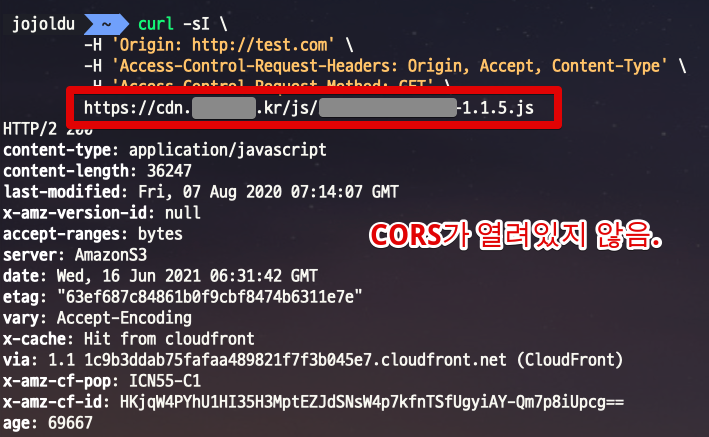 jojoldu ~ curl -sI \
-H 'Origin: http://test.com' \
-H 'Access-Control-Request-Headers: Origin, Accept, Content-Type' \
-H 'Access-Control-Request-Method: GET' \
https://cdn. .kr/js/ -1.1.5.js
HTTP/2 200
content-type: application/javascript
content-length: 36247
last-modified: Fri, 07 Aug 2020 07:14:07 GMT
x-amz-version-id: null
accept-ranges: bytes
server: AmazonS3
CORS가 열려있지 않음.
date: Wed, 16 Jun 2021 06:31:42 GMT
etag: "63ef687c84861b0f9cbf8474b6311e7e"
vary: Accept-Encoding
x-cache: Hit from cloudfront
via: 1.1 1c9b3ddab75fafaa489821f7f3b045e7.cloudfront.net (CloudFront)
x-amz-cf-pop: ICN55-C1
x-amz-cf-id: HKjqW4PYhU1HI35H3MptEZJdSNsW4p7kfnTSfUgyiAY-Qm7p8iUpcg==
age: 69667